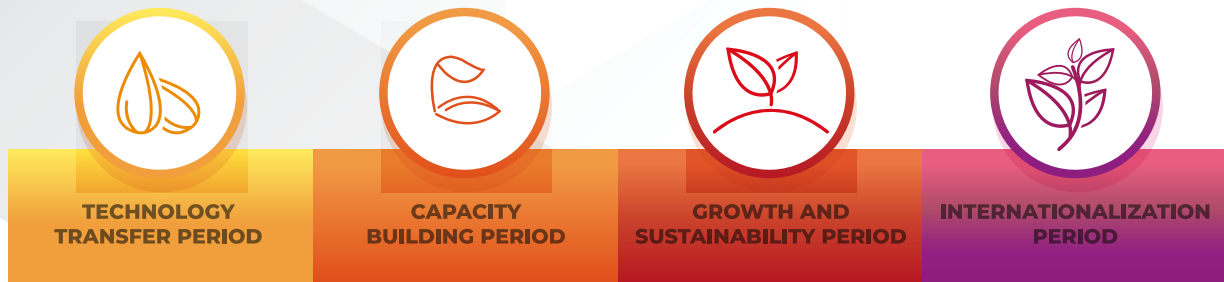 TECHNOLOGY
TRANSFER PERIOD
CAPACITY
BUILDING PERIOD
GROWTH AND
SUSTAINABILITY PERIOD
INTERNATIONALIZATION
PERIOD